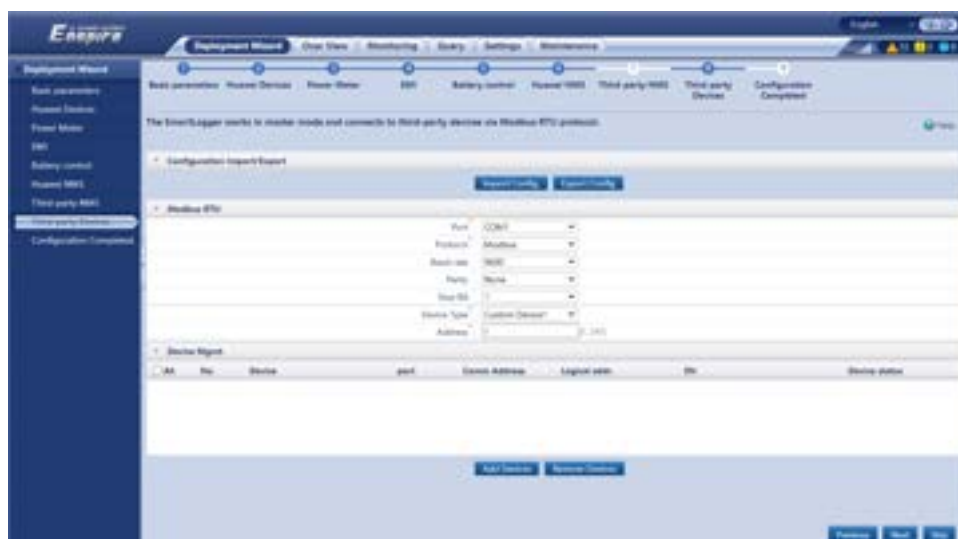 Enspire
English
Deployment Wizard
Over View
Monitoring
Query
Settings
Maintenance
Deployment Wizard
Basic parameters
Huawei Devices
Power Meter
EMI
Battery control
Huawei NMS
Third party NMS
Third party Devices
Configuration Completed
Basic parameters
Huawei Devices
Power Meter
EMI
Battery control
Huawei NMS
Third party NMS
Third party Devices
Configuration Completed
The SmartLogger works in master mode and connects to third-party devices via Modbus RTU protocol.
Help
Configuration Import/Export
Import Config.
Export Config.
Modbus RTU
Port
COM1
Protocol
Modbus
Baud rate
9600
Parity
None
Stop Bit
1
Device Type
Custom Device1
Address
Device Mgmt.
All
No.
Device
port
Comm Address
Logical addr.
SN
Device status
Add Devices
Remove Devices
Previous
Next
Skip